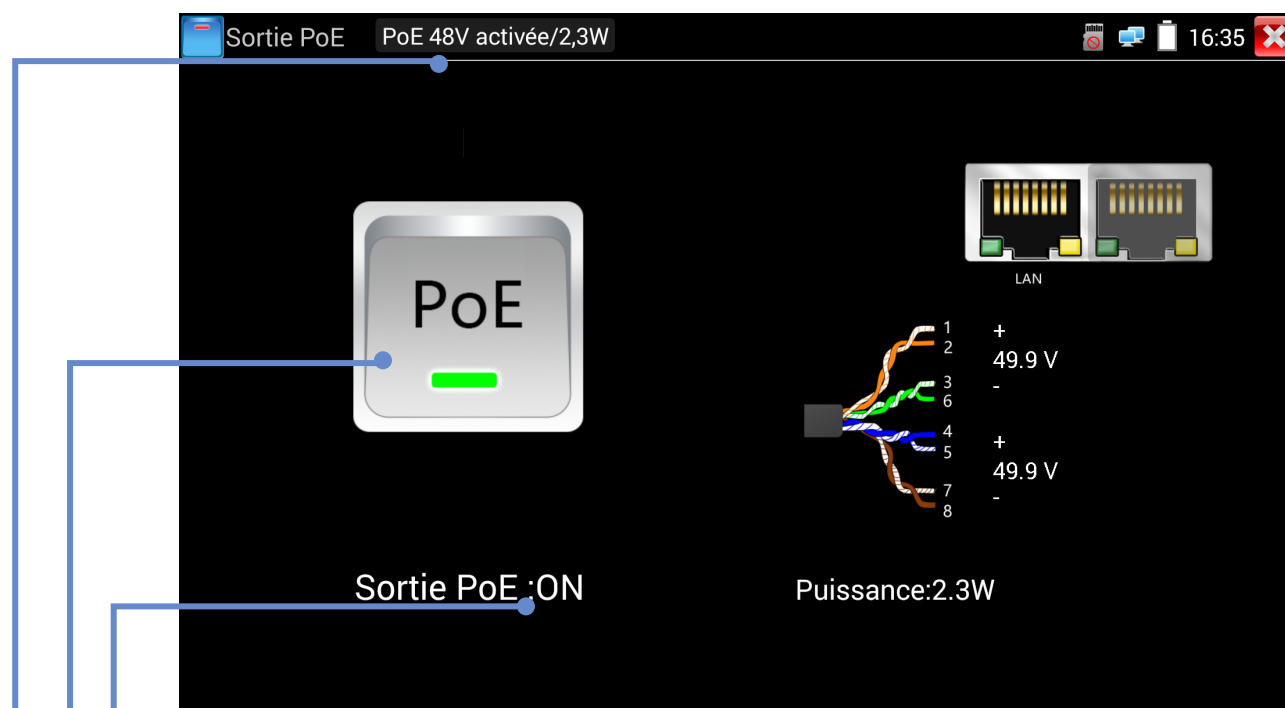 Sortie PoE PoE 48V activée/2,3W 16:35
PoE
LAN
1 +
2
49.9 V
3 -
6
4 +
5
49.9 V
7 -
8
Sortie PoE :ON
Puissance:2.3W